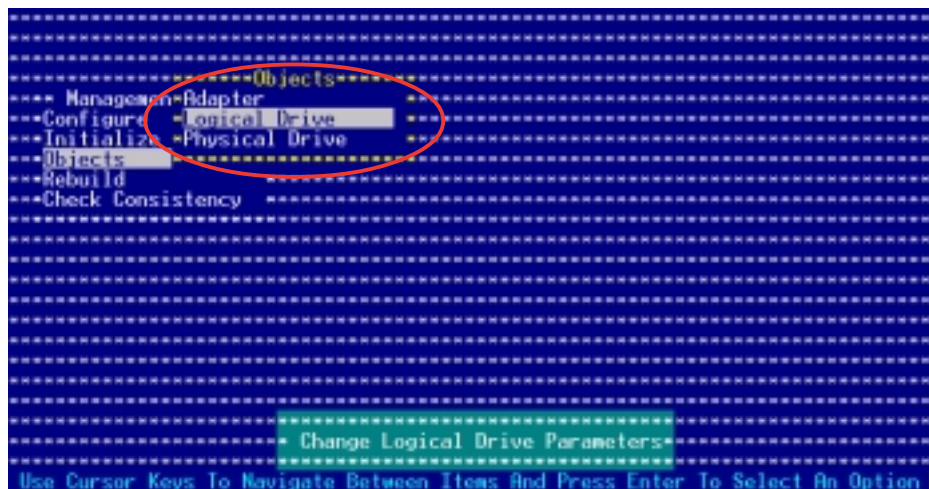 Objects
Managemen
Adapter
Configure
Logical Drive
Initialize
Physical Drive
Objects
Rebuild
Check Consistency
Change Logical Drive Parameters
Use Cursor Keys To Navigate Between Items And Press Enter To Select An Option